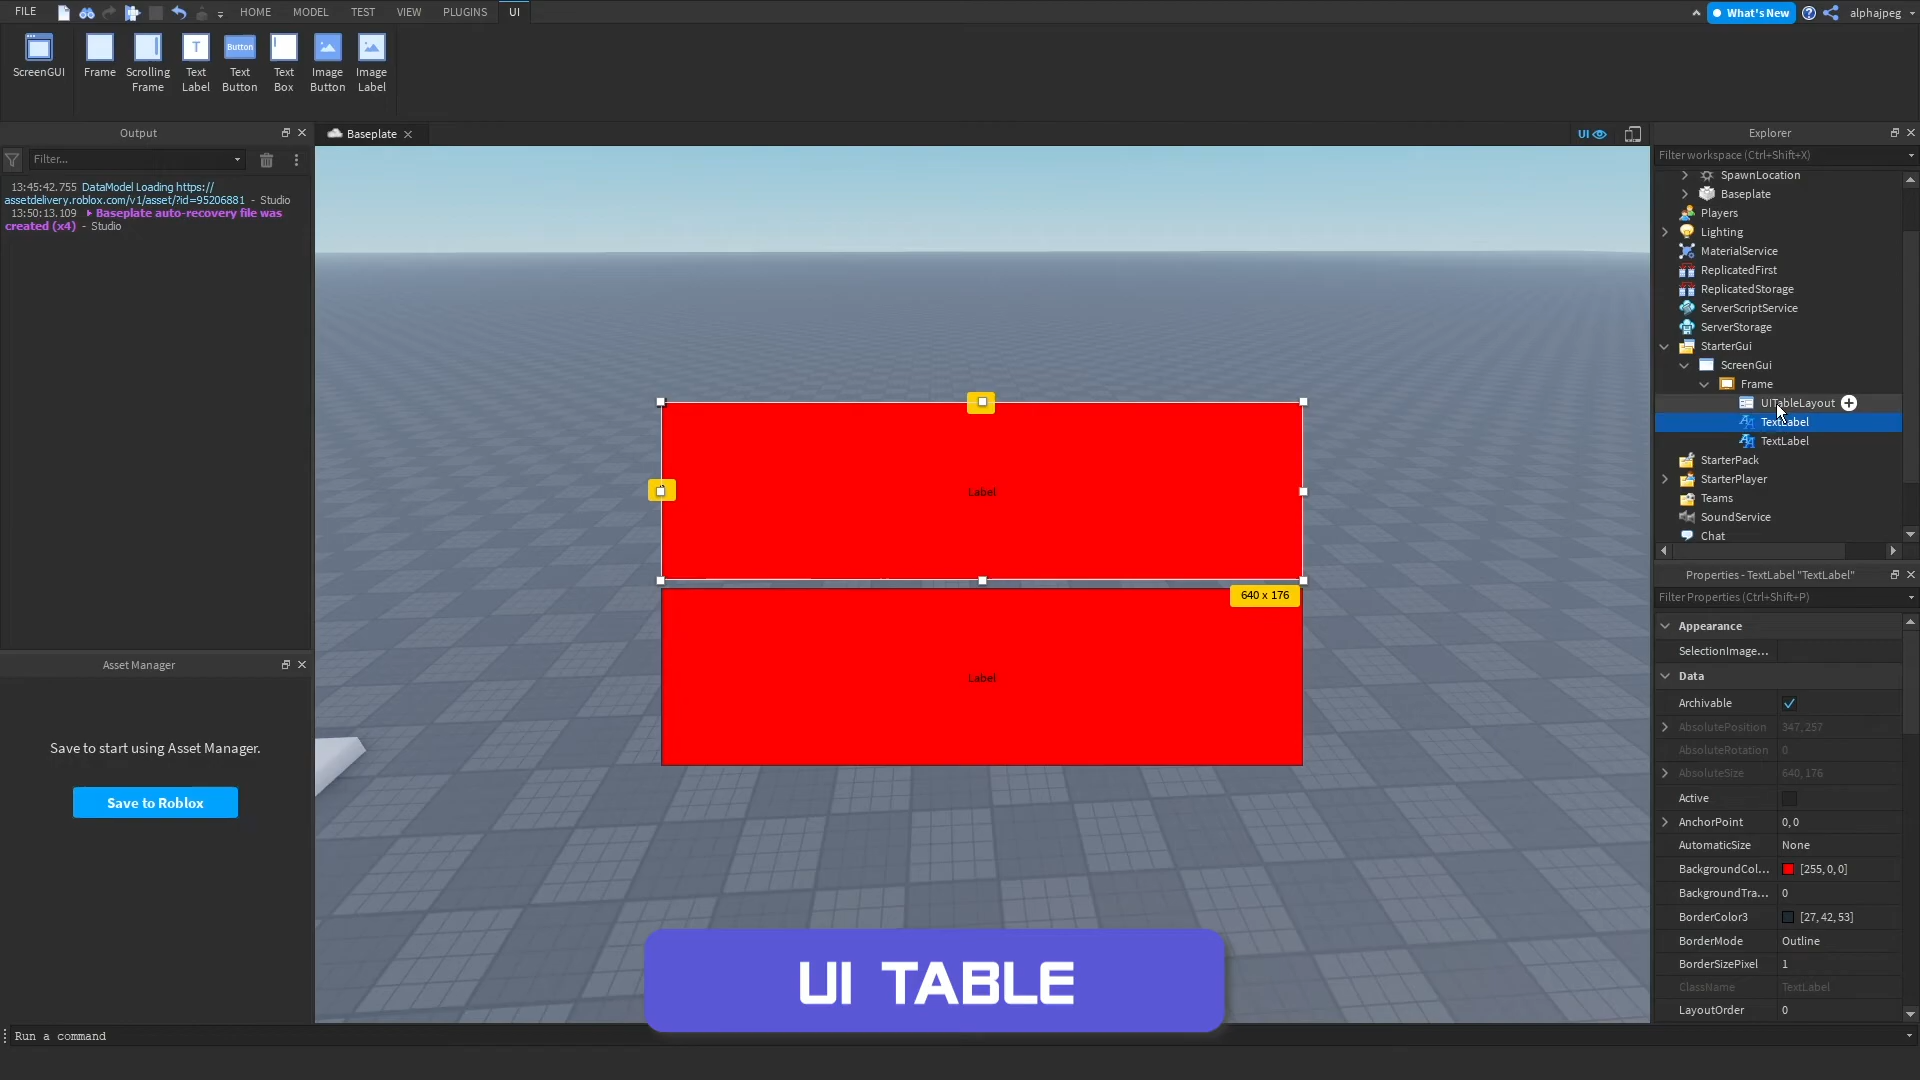 FILE
HOME
MODEL
TEST
VIEW
PLUGINS
UI
What's New
alphajpeg
ScreenGUI
Frame
Scrolling
Frame
T
Text
Label
Button
Text
Button
Text
Box
Image
Button
Image
Label
Output
Filter...
13:45:42.755 DataModel Loading https://
assetdelivery.roblox.com/v1/asset/?id=95206881 - Studio
13:50:13.109 Baseplate auto-recovery file was
created (x4) - Studio
Asset Manager
Save to start using Asset Manager.
Save to Roblox
Baseplate
UI
Label
640 x 176
Label
UI TABLE
Explorer
Filter workspace (Ctrl+Shift+X)
SpawnLocation
Baseplate
Players
Lighting
MaterialService
ReplicatedFirst
ReplicatedStorage
ServerScriptService
ServerStorage
StarterGui
ScreenGui
Frame
UITableLayout
TextLabel
TextLabel
StarterPack
StarterPlayer
Teams
SoundService
Chat
Properties - TextLabel "TextLabel"
Filter Properties (Ctrl+Shift+P)
Appearance
SelectionImage...
Data
Archivable
AbsolutePosition 347, 257
AbsoluteRotation 0
AbsoluteSize 640, 176
Active
AnchorPoint 0, 0
AutomaticSize None
BackgroundCol... [255, 0, 0]
BackgroundTra... 0
BorderColor3 [27, 42, 53]
BorderMode Outline
BorderSizePixel 1
ClassName TextLabel
LayoutOrder 0
Run a command